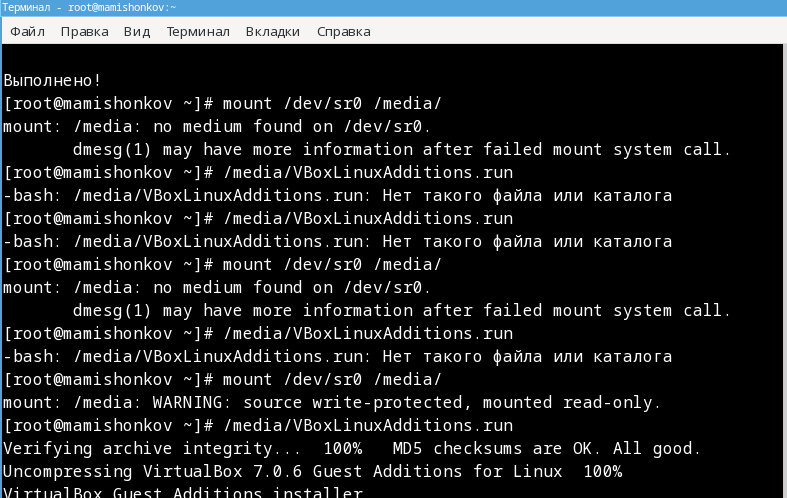 Терминал - root@mamishonkov:~
Файл Правка Вид Терминал Вкладки Справка
Выполнено!
[root@mamishonkov ~]# mount /dev/sr0 /media/
mount: /media: no medium found on /dev/sr0.
       dmesg(1) may have more information after failed mount system call.
[root@mamishonkov ~]# /media/VBoxLinuxAdditions.run
-bash: /media/VBoxLinuxAdditions.run: Нет такого файла или каталога
[root@mamishonkov ~]# /media/VBoxLinuxAdditions.run
-bash: /media/VBoxLinuxAdditions.run: Нет такого файла или каталога
[root@mamishonkov ~]# mount /dev/sr0 /media/
mount: /media: no medium found on /dev/sr0.
       dmesg(1) may have more information after failed mount system call.
[root@mamishonkov ~]# /media/VBoxLinuxAdditions.run
-bash: /media/VBoxLinuxAdditions.run: Нет такого файла или каталога
[root@mamishonkov ~]# mount /dev/sr0 /media/
mount: /media: WARNING: source write-protected, mounted read-only.
[root@mamishonkov ~]# /media/VBoxLinuxAdditions.run
Verifying archive integrity...  100%   MD5 checksums are OK. All good.
Uncompressing VirtualBox 7.0.6 Guest Additions for Linux  100%
VirtualBox Guest Additions installer